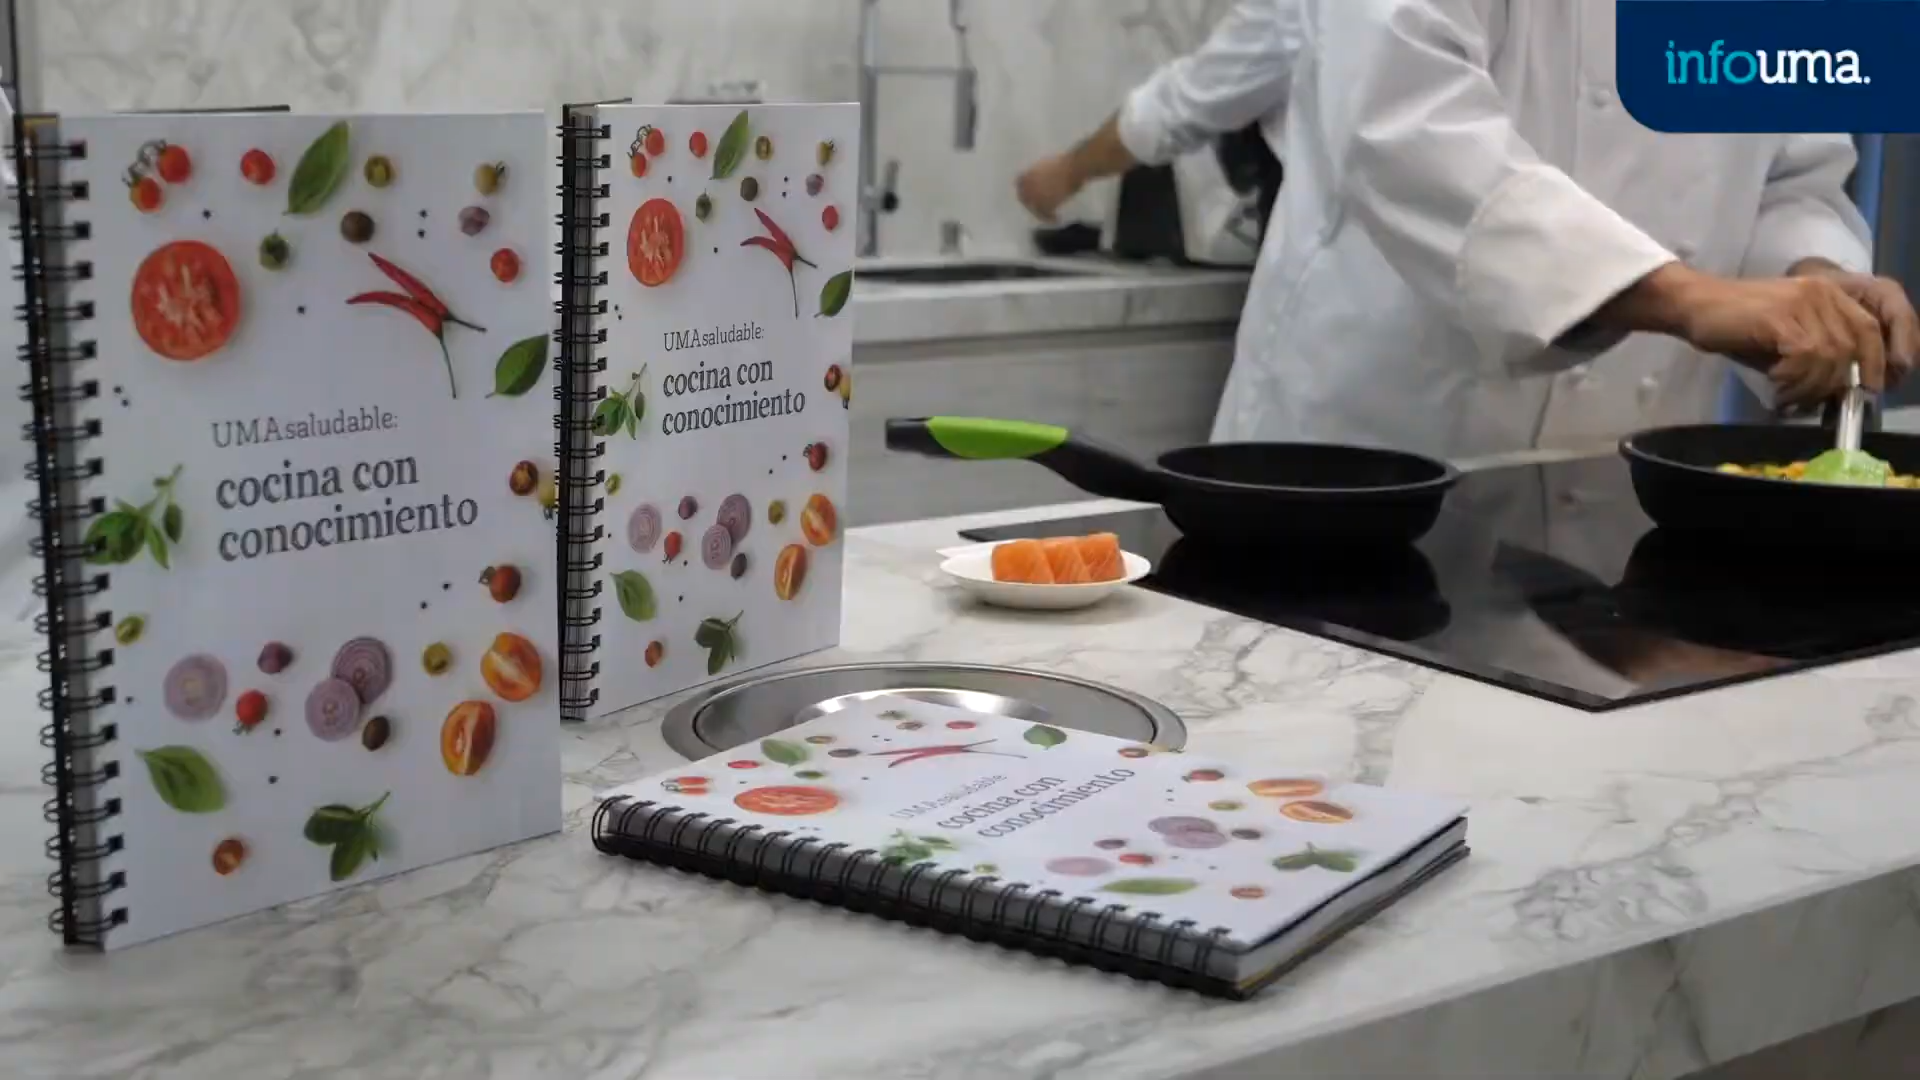 infouma.
UMAsaludable:
cocina con
conocimiento
UMAsaludable:
cocina con
conocimiento
UMAsaludable
cocina con
conocimiento